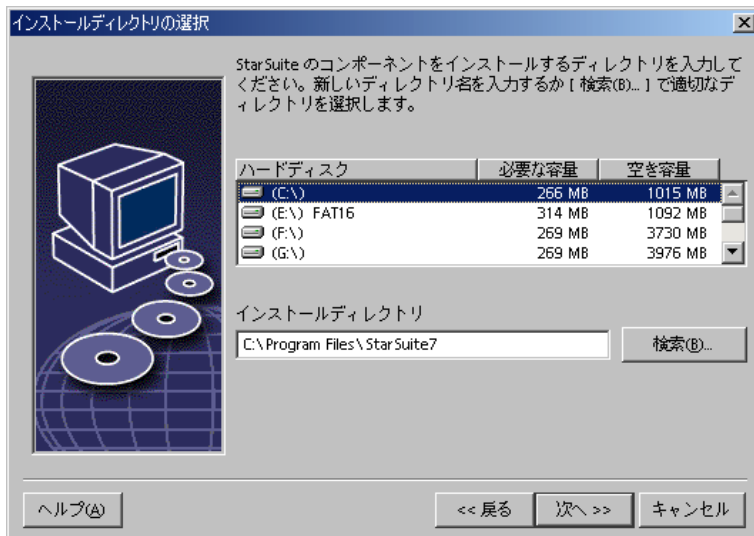 インストールディレクトリの選択
StarSuite のコンポーネントをインストールするディレクトリを入力して
ください。新しいディレクトリ名を入力するか [ 検索(B)... ] で適切なデ
ィレクトリを選択します。
ハードディスク 必要な容量 空き容量
(C:\) 266 MB 1015 MB
(E:\) FAT16 314 MB 1092 MB
(F:\) 269 MB 3730 MB
(G:\) 269 MB 3976 MB
インストールディレクトリ
C:\Program Files\StarSuite7 検索(B)...
ヘルプ(A) << 戻る 次へ >> キャンセル